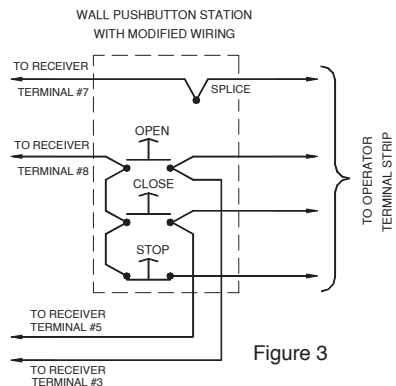 WALL PUSHBUTTON STATION
WITH MODIFIED WIRING
TO RECEIVER
TERMINAL #7
SPLICE
TO RECEIVER
TERMINAL #8
OPEN
CLOSE
STOP
TO OPERATOR
TERMINAL STRIP
TO RECEIVER
TERMINAL #5
TO RECEIVER
TERMINAL #3
Figure 3